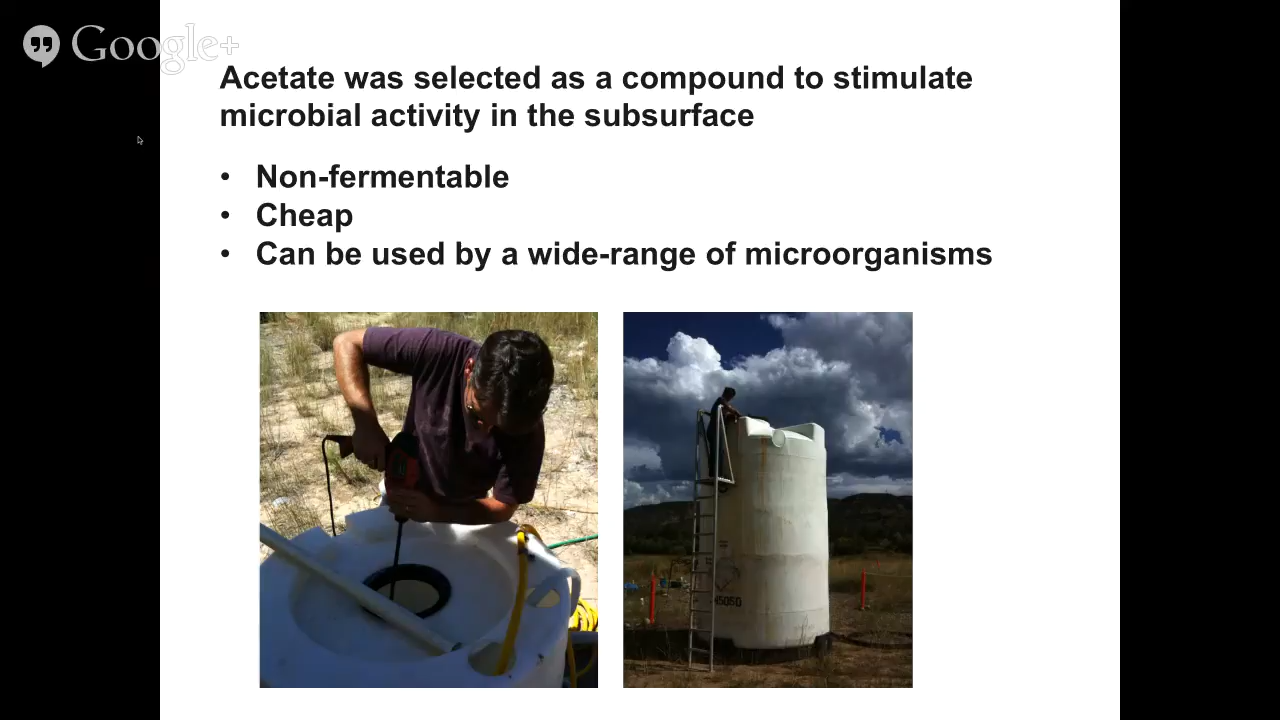 Google+
Acetate was selected as a compound to stimulate
microbial activity in the subsurface
• Non-fermentable
• Cheap
• Can be used by a wide-range of microorganisms